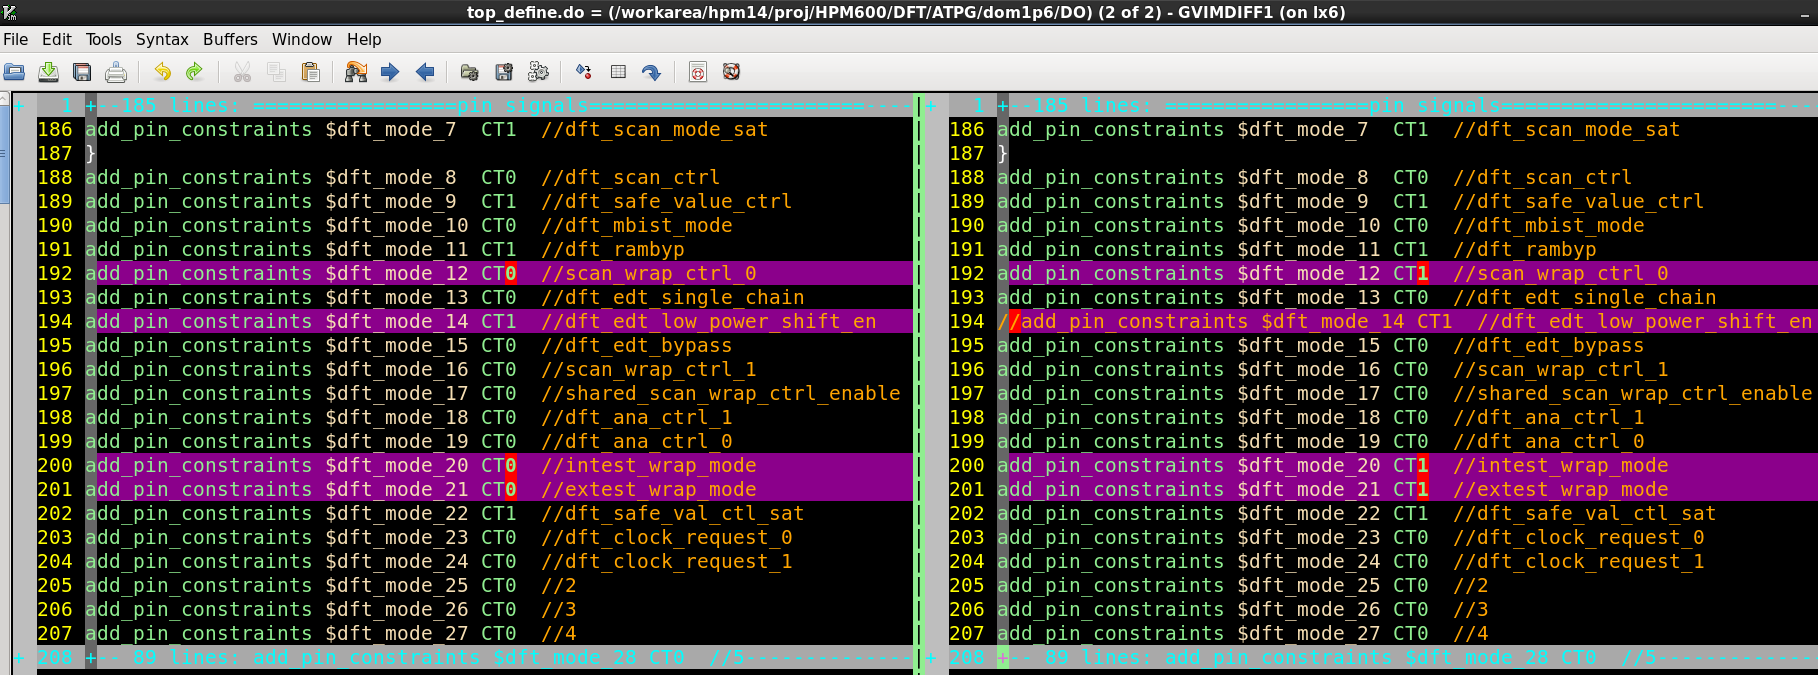 top_define.do = (/workarea/hpm14/proj/HPM600/DFT/ATPG/dom1p6/DO) (2 of 2) - GVIMDIFF1 (on lx6)
File Edit Tools Syntax Buffers Window Help
+ 1 +--185 lines: =================pin signals=======================----
186 add_pin_constraints $dft_mode_7 CT1 //dft_scan_mode_sat
187 }
188 add_pin_constraints $dft_mode_8 CT0 //dft_scan_ctrl
189 add_pin_constraints $dft_mode_9 CT1 //dft_safe_value_ctrl
190 add_pin_constraints $dft_mode_10 CT0 //dft_mbist_mode
191 add_pin_constraints $dft_mode_11 CT1 //dft_rambyp
192 add_pin_constraints $dft_mode_12 CT0 //scan_wrap_ctrl_0
193 add_pin_constraints $dft_mode_13 CT0 //dft_edt_single_chain
194 add_pin_constraints $dft_mode_14 CT1 //dft_edt_low_power_shift_en
195 add_pin_constraints $dft_mode_15 CT0 //dft_edt_bypass
196 add_pin_constraints $dft_mode_16 CT0 //scan_wrap_ctrl_1
197 add_pin_constraints $dft_mode_17 CT0 //shared_scan_wrap_ctrl_enable
198 add_pin_constraints $dft_mode_18 CT0 //dft_ana_ctrl_1
199 add_pin_constraints $dft_mode_19 CT0 //dft_ana_ctrl_0
200 add_pin_constraints $dft_mode_20 CT0 //intest_wrap_mode
201 add_pin_constraints $dft_mode_21 CT0 //extest_wrap_mode
202 add_pin_constraints $dft_mode_22 CT1 //dft_safe_val_ctl_sat
203 add_pin_constraints $dft_mode_23 CT0 //dft_clock_request_0
204 add_pin_constraints $dft_mode_24 CT0 //dft_clock_request_1
205 add_pin_constraints $dft_mode_25 CT0 //2
206 add_pin_constraints $dft_mode_26 CT0 //3
207 add_pin_constraints $dft_mode_27 CT0 //4
+ 208 +-- 89 lines: add_pin_constraints $dft_mode_28 CT0 //5--------------
+ 1 +--185 lines: =================pin signals=======================----
186 add_pin_constraints $dft_mode_7 CT1 //dft_scan_mode_sat
187 }
188 add_pin_constraints $dft_mode_8 CT0 //dft_scan_ctrl
189 add_pin_constraints $dft_mode_9 CT1 //dft_safe_value_ctrl
190 add_pin_constraints $dft_mode_10 CT0 //dft_mbist_mode
191 add_pin_constraints $dft_mode_11 CT1 //dft_rambyp
192 add_pin_constraints $dft_mode_12 CT1 //scan_wrap_ctrl_0
193 add_pin_constraints $dft_mode_13 CT0 //dft_edt_single_chain
194 //add_pin_constraints $dft_mode_14 CT1 //dft_edt_low_power_shift_en
195 add_pin_constraints $dft_mode_15 CT0 //dft_edt_bypass
196 add_pin_constraints $dft_mode_16 CT0 //scan_wrap_ctrl_1
197 add_pin_constraints $dft_mode_17 CT0 //shared_scan_wrap_ctrl_enable
198 add_pin_constraints $dft_mode_18 CT0 //dft_ana_ctrl_1
199 add_pin_constraints $dft_mode_19 CT0 //dft_ana_ctrl_0
200 add_pin_constraints $dft_mode_20 CT1 //intest_wrap_mode
201 add_pin_constraints $dft_mode_21 CT1 //extest_wrap_mode
202 add_pin_constraints $dft_mode_22 CT1 //dft_safe_val_ctl_sat
203 add_pin_constraints $dft_mode_23 CT0 //dft_clock_request_0
204 add_pin_constraints $dft_mode_24 CT0 //dft_clock_request_1
205 add_pin_constraints $dft_mode_25 CT0 //2
206 add_pin_constraints $dft_mode_26 CT0 //3
207 add_pin_constraints $dft_mode_27 CT0 //4
+ 208 +-- 89 lines: add_pin_constraints $dft_mode_28 CT0 //5-------------